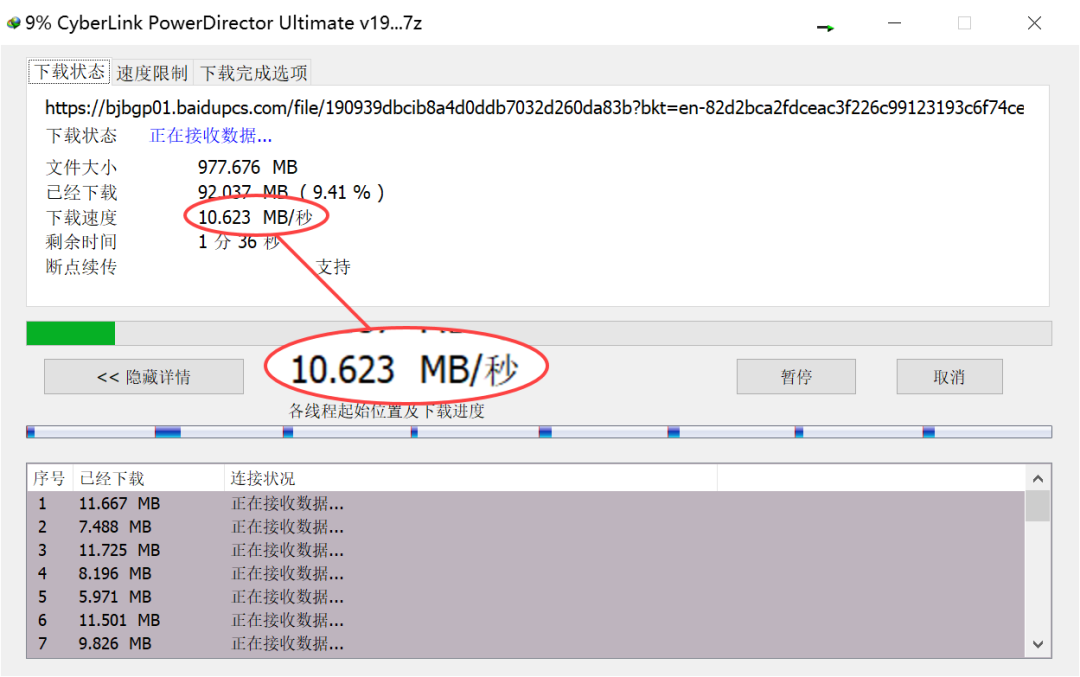 9% CyberLink PowerDirector Ultimate v19...7z
下载状态 速度限制 下载完成选项
https://bjbgp01.baidupcs.com/file/190939dbcib8a4d0ddb7032d260da83b?bkt=en-82d2bca2fdceac3f226c99123193c6f74ce
下载状态 正在接收数据...
文件大小 977.676 MB
已经下载 92.037 MB ( 9.41 % )
下载速度 10.623 MB/秒
剩余时间 1 分 36 秒
断点续传 支持
<< 隐藏详情 10.623 MB/秒 暂停 取消
各线程起始位置及下载进度
序号 已经下载 连接状况
1 11.667 MB 正在接收数据...
2 7.488 MB 正在接收数据...
3 11.725 MB 正在接收数据...
4 8.196 MB 正在接收数据...
5 5.971 MB 正在接收数据...
6 11.501 MB 正在接收数据...
7 9.826 MB 正在接收数据...